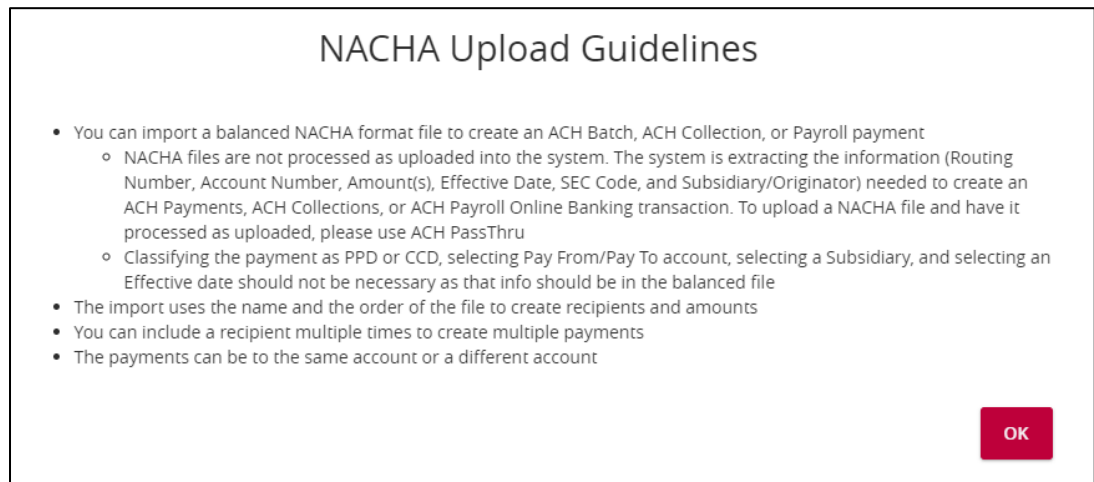 NACHA Upload Guidelines
• You can import a balanced NACHA format file to create an ACH Batch, ACH Collection, or Payroll payment
○ NACHA files are not processed as uploaded into the system. The system is extracting the information (Routing
Number, Account Number, Amount(s), Effective Date, SEC Code, and Subsidiary/Originator) needed to create an
ACH Payments, ACH Collections, or ACH Payroll Online Banking transaction. To upload a NACHA file and have it
processed as uploaded, please use ACH PassThru
○ Classifying the payment as PPD or CCD, selecting Pay From/Pay To account, selecting a Subsidiary, and selecting an
Effective date should not be necessary as that info should be in the balanced file
• The import uses the name and the order of the file to create recipients and amounts
• You can include a recipient multiple times to create multiple payments
• The payments can be to the same account or a different account
OK